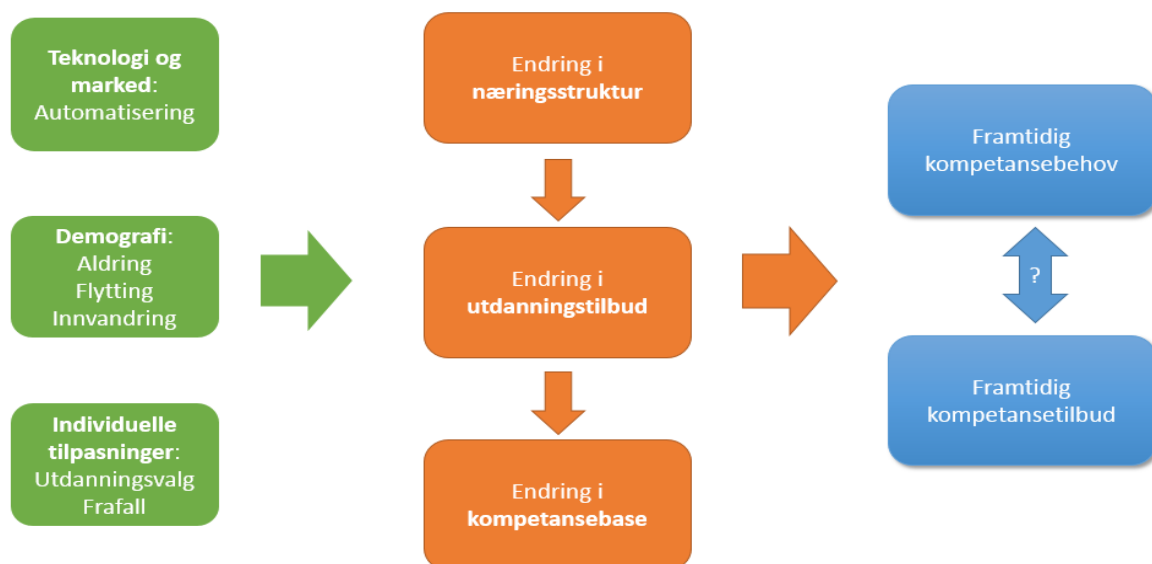 Teknologi og
marked:
Automatisering
Demografi:
Aldring
Flytting
Innvandring
Individuelle
tilpasninger:
Utdanningsvalg
Frafall
Endring i
næringsstruktur
Endring i
utdanningstilbud
Endring i
kompetansebase
Framtidig
kompetansebehov
?
Framtidig
kompetansetilbud